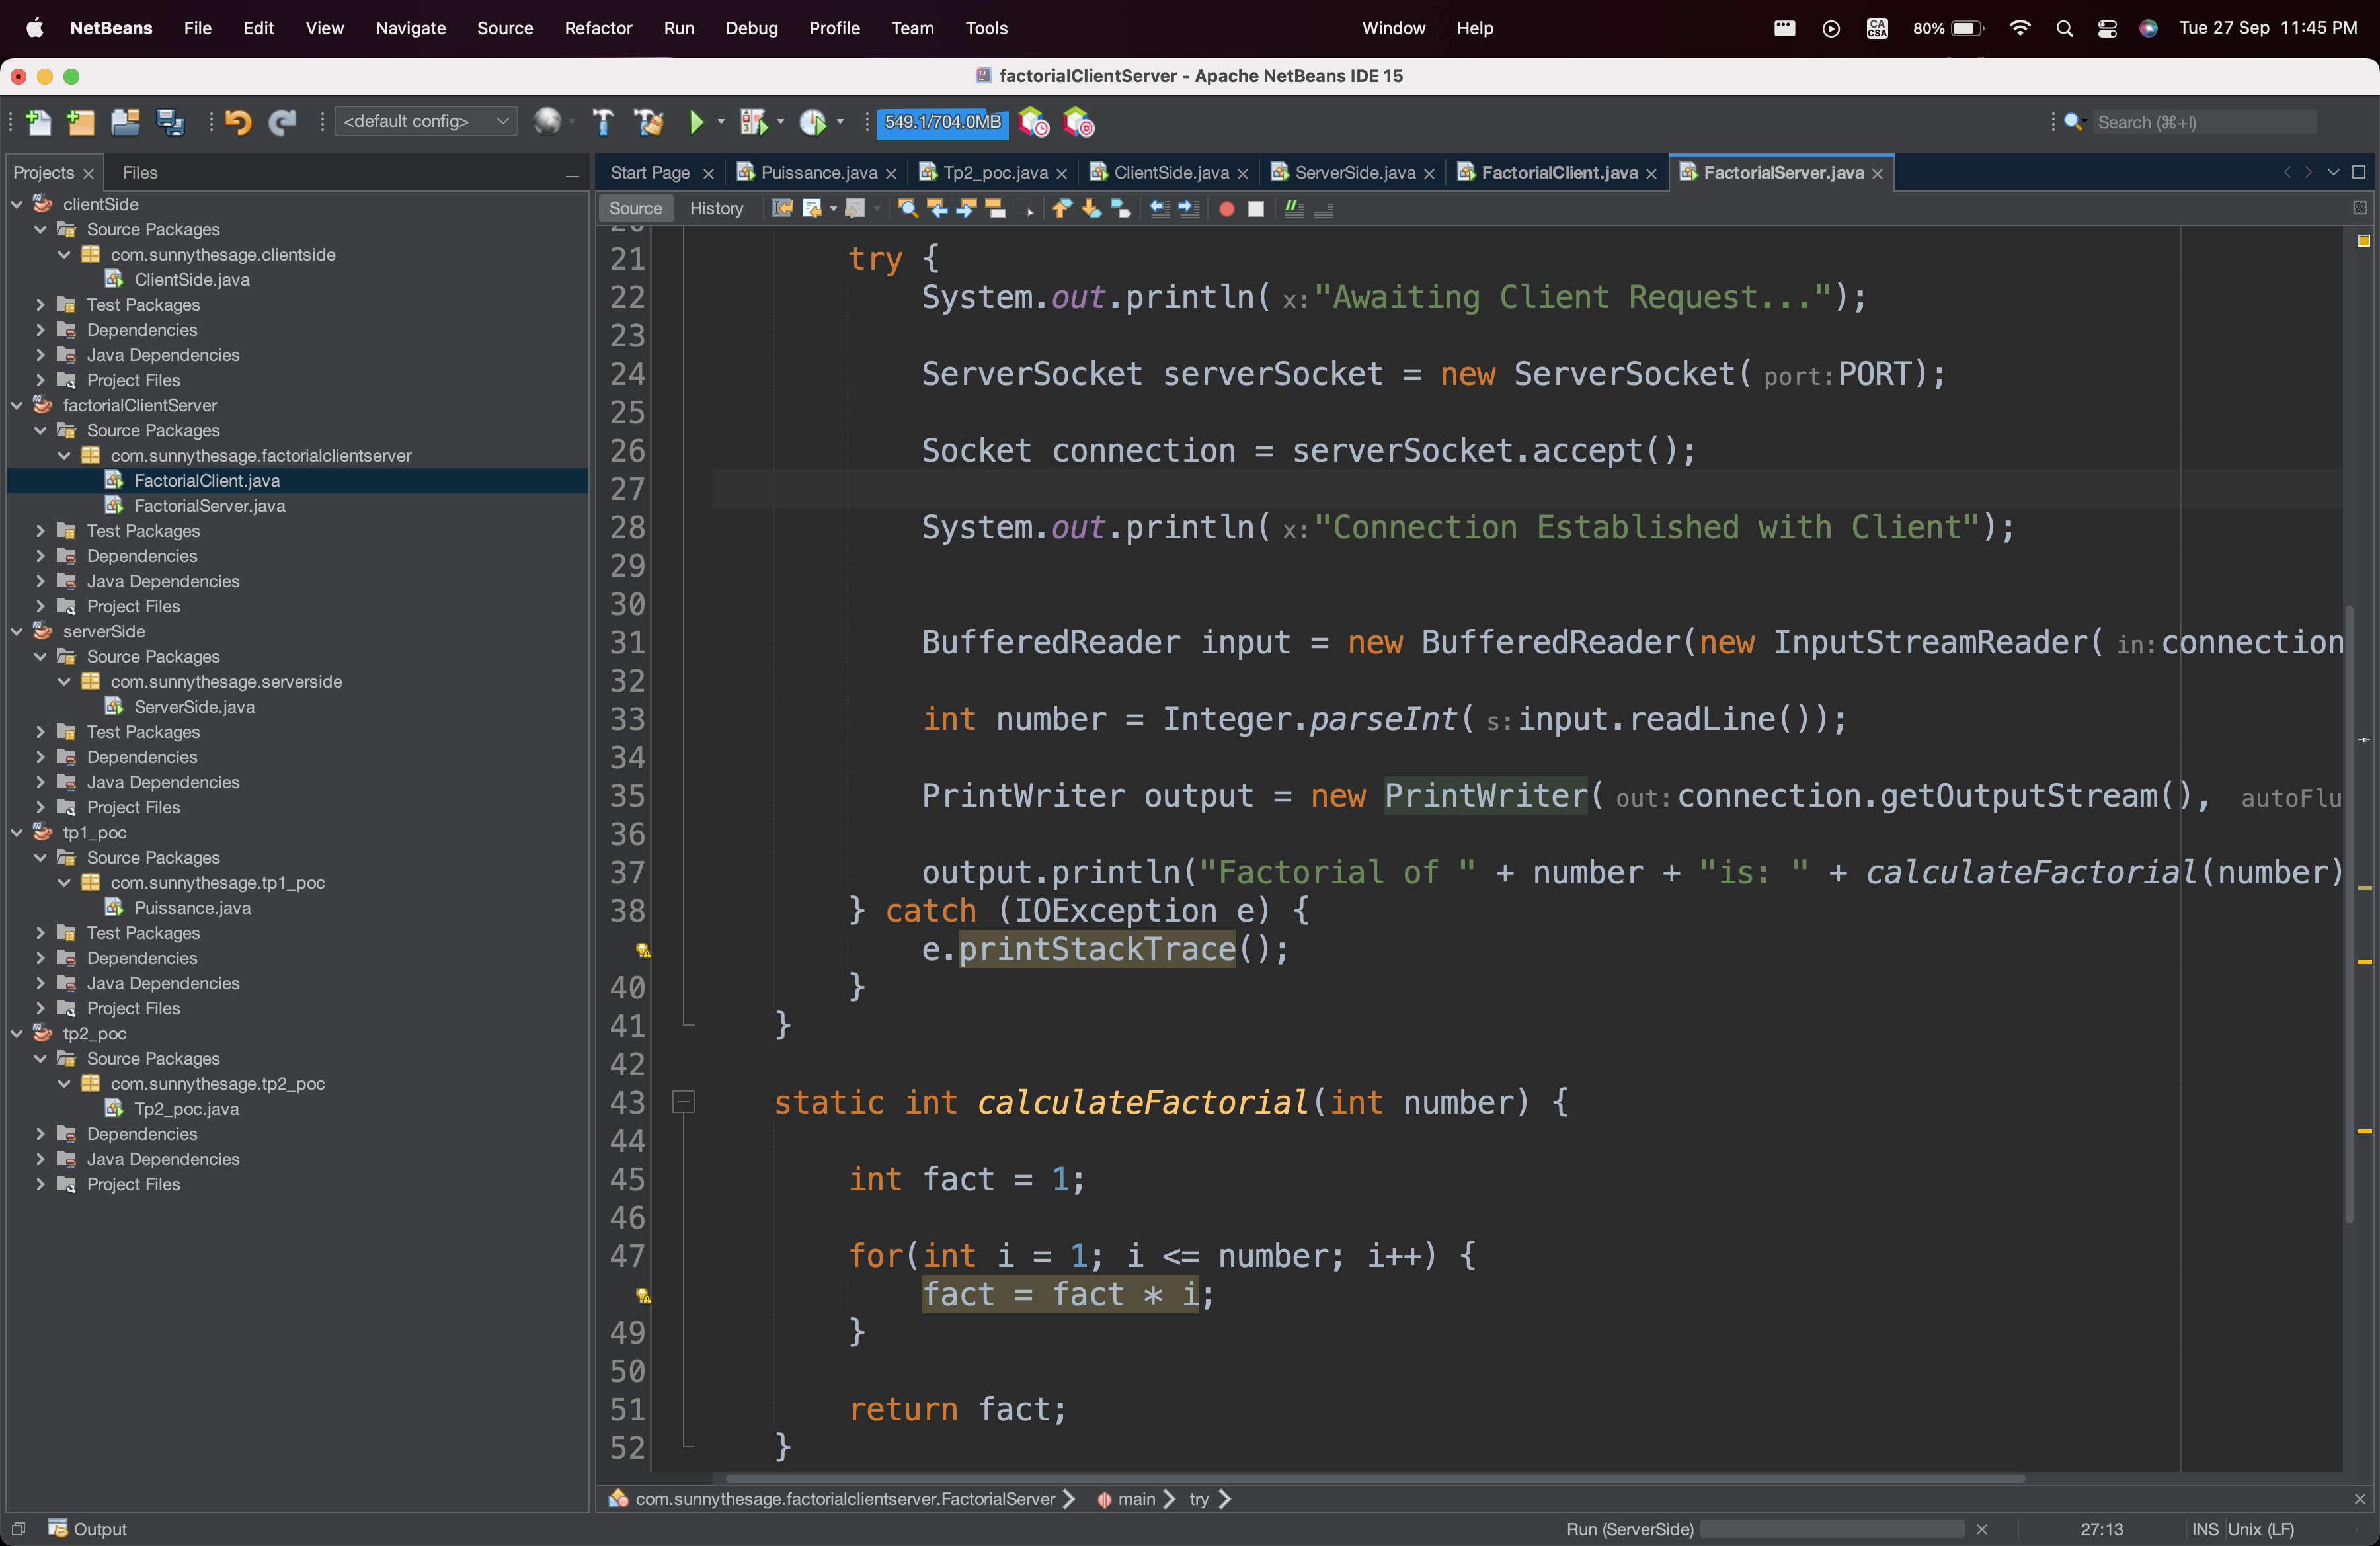 NetBeans File Edit View Navigate Source Refactor Run Debug Profile Team Tools Window Help CA CSA 80% Tue 27 Sep 11:45 PM
factorialClientServer - Apache NetBeans IDE 15
<default config> 549.1/704.0MB Search (⌘+I)
Projects Files
clientSide
Source Packages
com.sunnythesage.clientside
ClientSide.java
Test Packages
Dependencies
Java Dependencies
Project Files
factorialClientServer
Source Packages
com.sunnythesage.factorialclientserver
FactorialClient.java
FactorialServer.java
Test Packages
Dependencies
Java Dependencies
Project Files
serverSide
Source Packages
com.sunnythesage.serverside
ServerSide.java
Test Packages
Dependencies
Java Dependencies
Project Files
tp1_poc
Source Packages
com.sunnythesage.tp1_poc
Puissance.java
Test Packages
Dependencies
Java Dependencies
Project Files
tp2_poc
Source Packages
com.sunnythesage.tp2_poc
Tp2_poc.java
Dependencies
Java Dependencies
Project Files
Start Page Puissance.java Tp2_poc.java ClientSide.java ServerSide.java FactorialClient.java FactorialServer.java
Source History
21 try {
22 System.out.println( x: "Awaiting Client Request...");
23
24 ServerSocket serverSocket = new ServerSocket( port: PORT);
25
26 Socket connection = serverSocket.accept();
27
28 System.out.println( x: "Connection Established with Client");
29
30
31 BufferedReader input = new BufferedReader(new InputStreamReader( in: connection
32
33 int number = Integer.parseInt( s: input.readLine());
34
35 PrintWriter output = new PrintWriter( out: connection.getOutputStream(), autoFlu
36
37 output.println("Factorial of " + number + "is: " + calculateFactorial(number)
38 } catch (IOException e) {
e.printStackTrace();
40 }
41 }
42
43 static int calculateFactorial(int number) {
44
45 int fact = 1;
46
47 for(int i = 1; i <= number; i++) {
fact = fact * i;
49 }
50
51 return fact;
52 }
com.sunnythesage.factorialclientserver.FactorialServer main try
Output Run (ServerSide) 27:13 INS Unix (LF)